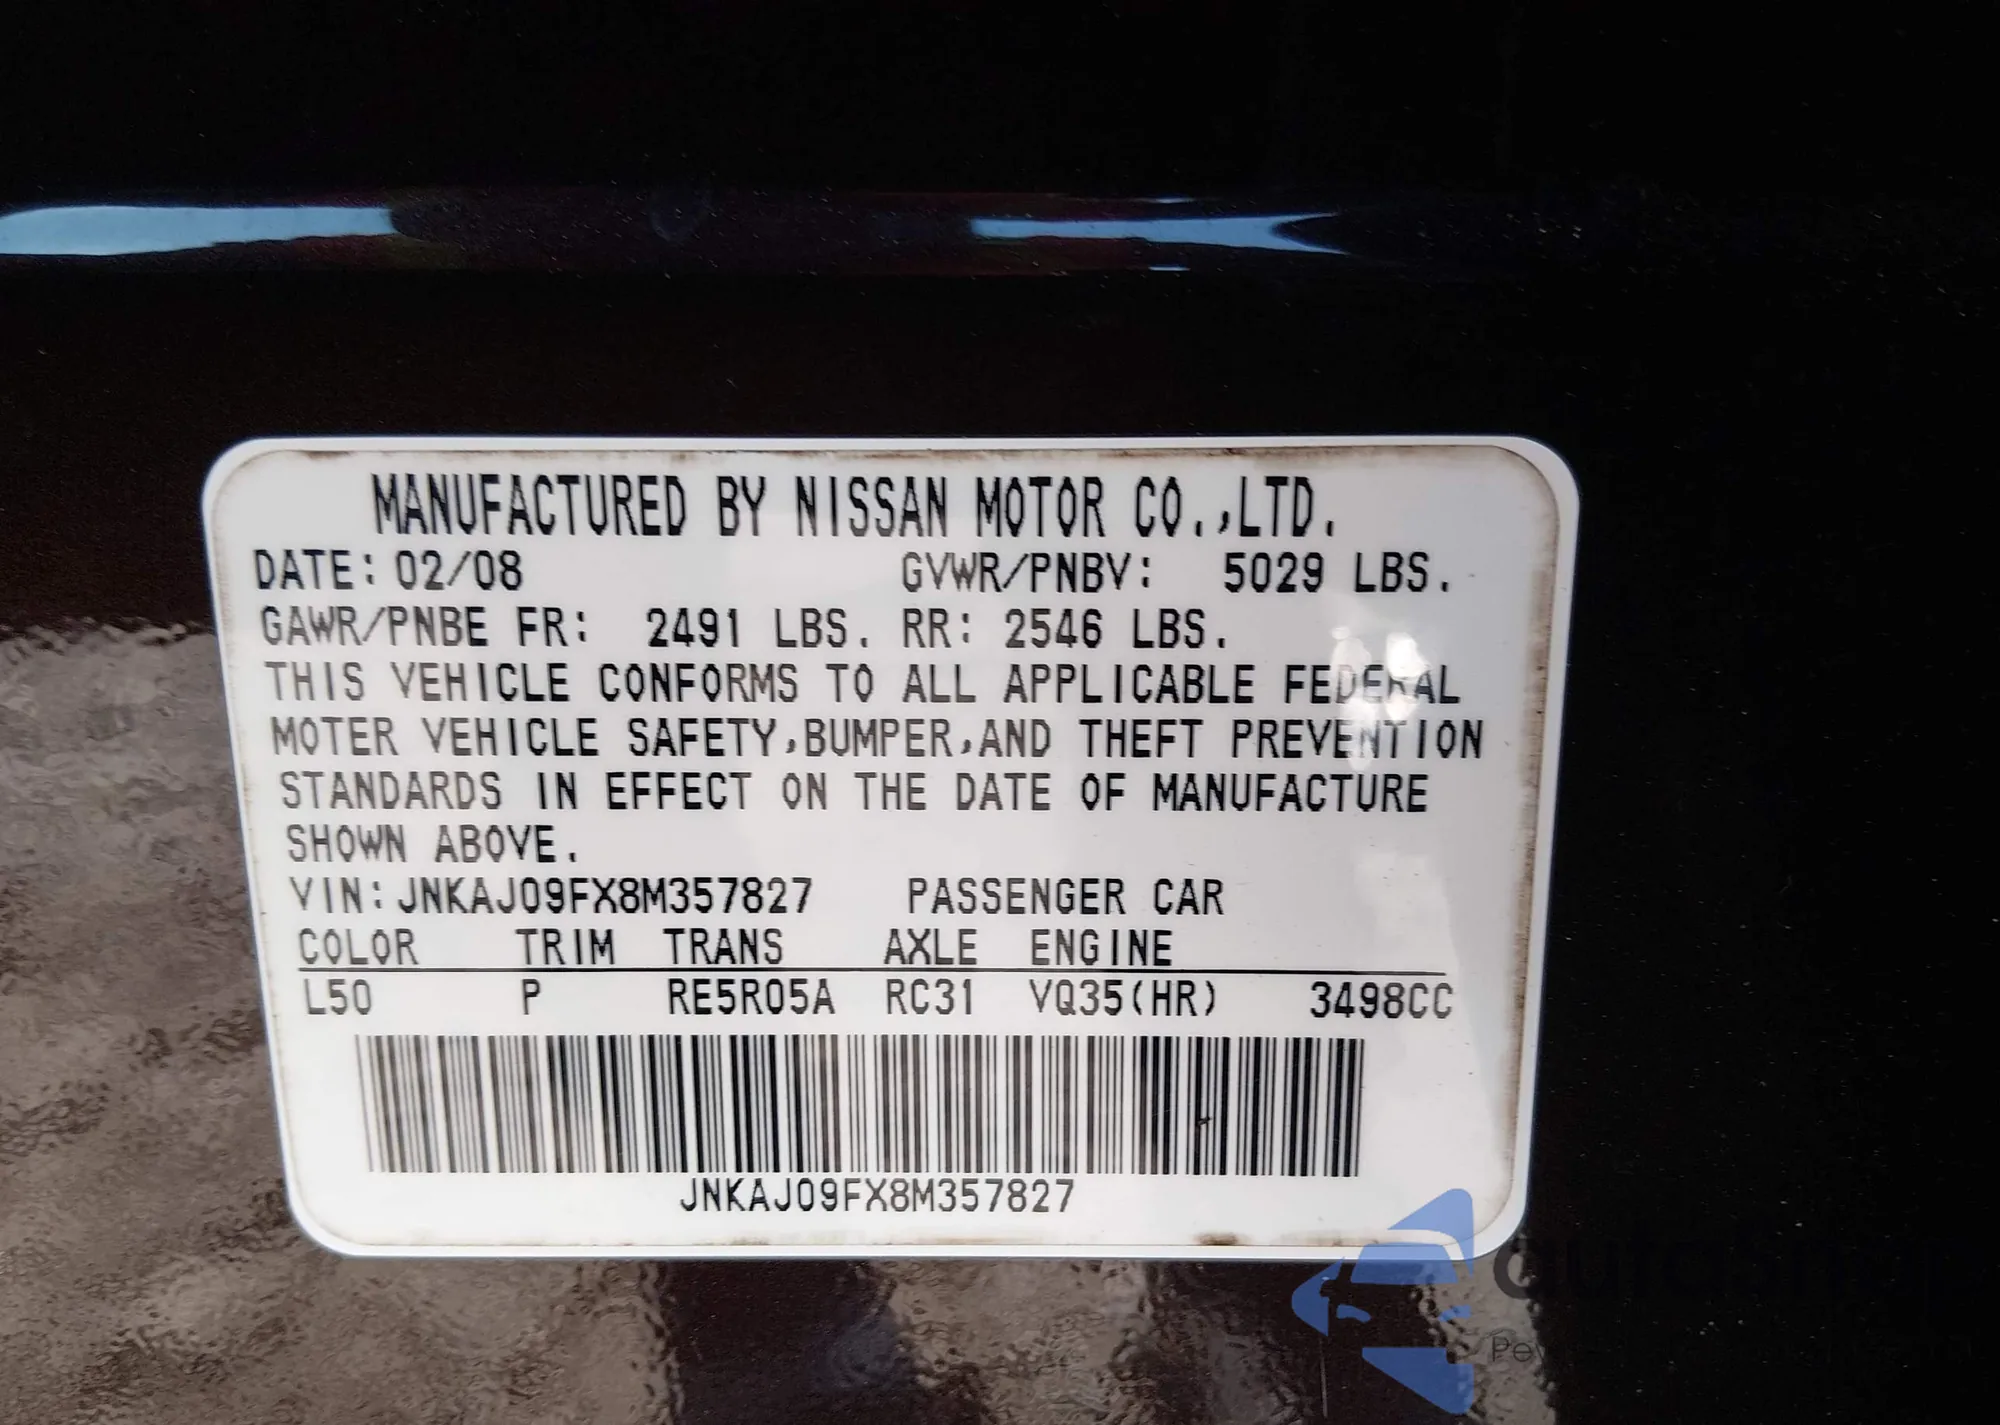 MANUFACTURED BY NISSAN MOTOR CO.,LTD.
DATE: 02/08 GVWR/PNBV: 5029 LBS.
GAWR/PNBE FR: 2491 LBS. RR: 2546 LBS.
THIS VEHICLE CONFORMS TO ALL APPLICABLE FEDERAL
MOTER VEHICLE SAFETY,BUMPER,AND THEFT PREVENTION
STANDARDS IN EFFECT ON THE DATE OF MANUFACTURE
SHOWN ABOVE.
VIN:JNKAJ09FX8M357827 PASSENGER CAR
COLOR TRIM TRANS AXLE ENGINE
L50 P RE5R05A RC31 VQ35(HR) 3498CC
JNKAJ09FX8M357827